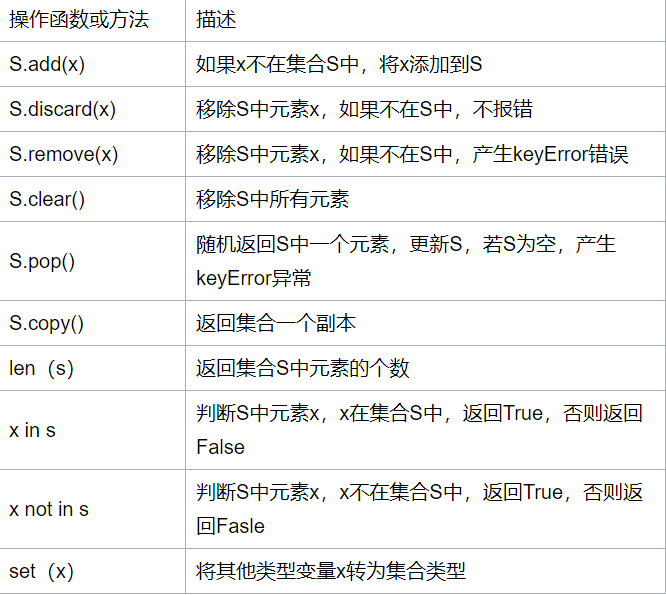 操作函数或方法 描述
S.add(x) 如果x不在集合S中，将x添加到S
S.discard(x) 移除S中元素x，如果不在S中，不报错
S.remove(x) 移除S中元素x，如果不在S中，产生keyError错误
S.clear() 移除S中所有元素
S.pop() 随机返回S中一个元素，更新S，若S为空，产生
keyError异常
S.copy() 返回集合一个副本
len（s） 返回集合S中元素的个数
x in s 判断S中元素x，x在集合S中，返回True，否则返回
False
x not in s 判断S中元素x，x不在集合S中，返回True，否则返
回Fasle
set（x） 将其他类型变量x转为集合类型